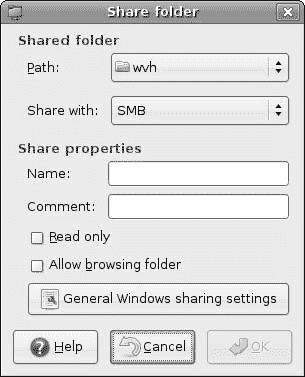 Share folder
Shared folder
Path: wvh
Share with: SMB
Share properties
Name:
Comment:
Read only
Allow browsing folder
General Windows sharing settings
Help Cancel OK